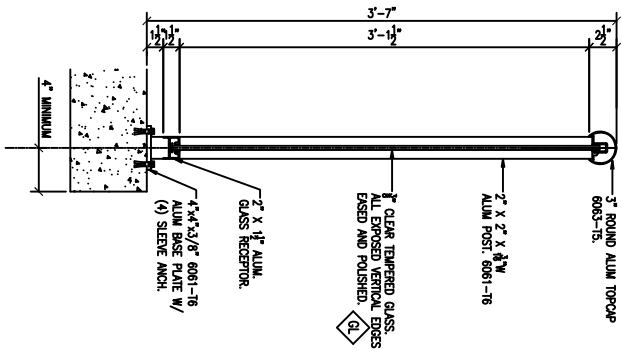 3'-7"
1½"
1½"
3'-1½"
2½"
4" MINIMUM
3" ROUND ALUM TOPCAP
6063-T5.
2" X 2" X ⅛"W
ALUM POST. 6061-T6
⅜" CLEAR TEMPERED GLASS.
ALL EXPOSED VERTICAL EDGES
EASED AND POLISHED.
GL
2" X 1½" ALUM.
GLASS RECEPTOR.
4"x4"x3/8" 6061-T6
ALUM BASE PLATE W/
(4) SLEEVE ANCH.